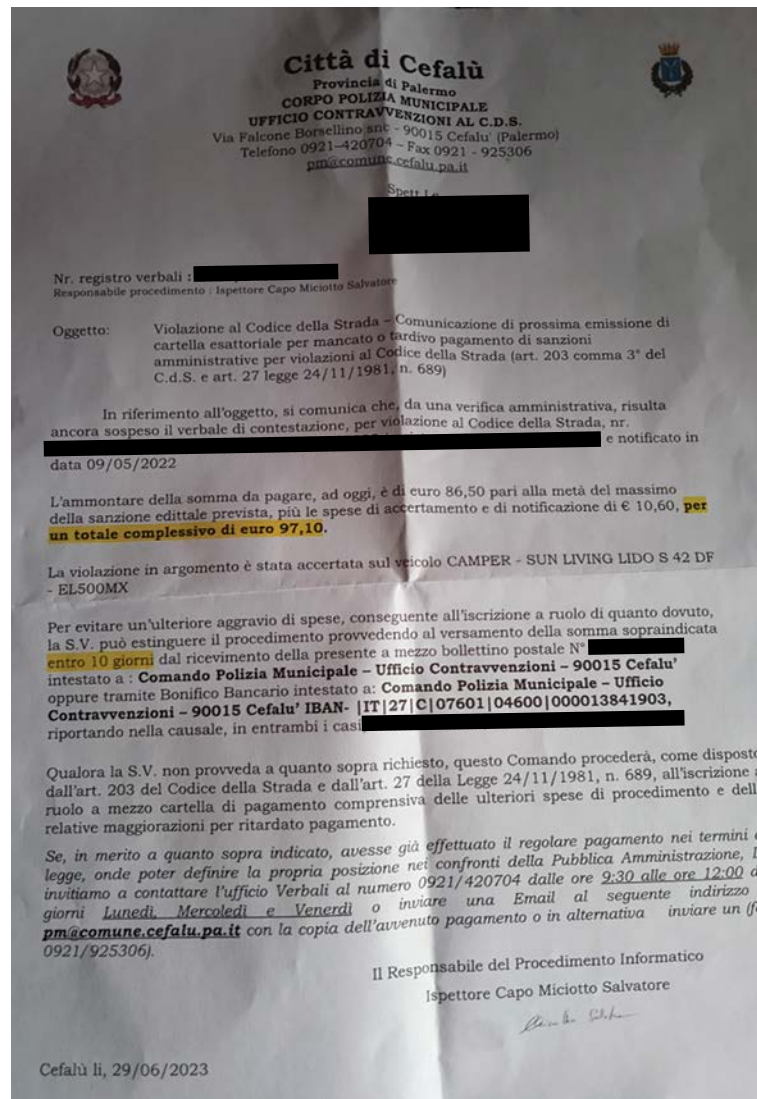 Città di Cefalù
Provincia di Palermo
CORPO POLIZIA MUNICIPALE
UFFICIO CONTRAVVENZIONI AL C.D.S.
Via Falcone Borsellino snc - 90015 Cefalu' (Palermo)
Telefono 0921–420704 – Fax 0921 - 925306
pm@comune.cefalu.pa.it
Spett.Le
Nr. registro verbali :
Responsabile procedimento : Ispettore Capo Miciotto Salvatore
Oggetto: Violazione al Codice della Strada – Comunicazione di prossima emissione di
cartella esattoriale per mancato o tardivo pagamento di sanzioni
amministrative per violazioni al Codice della Strada (art. 203 comma 3° del
C.d.S. e art. 27 legge 24/11/1981, n. 689)
In riferimento all'oggetto, si comunica che, da una verifica amministrativa, risulta
ancora sospeso il verbale di contestazione, per violazione al Codice della Strada, nr.
e notificato in
data 09/05/2022
L'ammontare della somma da pagare, ad oggi, è di euro 86,50 pari alla metà del massimo
della sanzione edittale prevista, più le spese di accertamento e di notificazione di € 10,60, per
un totale complessivo di euro 97,10.
La violazione in argomento è stata accertata sul veicolo CAMPER - SUN LIVING LIDO S 42 DF
- EL500MX
Per evitare un'ulteriore aggravio di spese, conseguente all'iscrizione a ruolo di quanto dovuto,
la S.V. può estinguere il procedimento provvedendo al versamento della somma sopraindicata
entro 10 giorni dal ricevimento della presente a mezzo bollettino postale N°
intestato a : Comando Polizia Municipale – Ufficio Contravvenzioni – 90015 Cefalu'
oppure tramite Bonifico Bancario intestato a: Comando Polizia Municipale – Ufficio
Contravvenzioni – 90015 Cefalu' IBAN- |IT|27|C|07601|04600|000013841903,
riportando nella causale, in entrambi i casi
Qualora la S.V. non provveda a quanto sopra richiesto, questo Comando procederà, come disposto
dall'art. 203 del Codice della Strada e dall'art. 27 della Legge 24/11/1981, n. 689, all'iscrizione a
ruolo a mezzo cartella di pagamento comprensiva delle ulteriori spese di procedimento e dell
relative maggiorazioni per ritardato pagamento.
Se, in merito a quanto sopra indicato, avesse già effettuato il regolare pagamento nei termini d
legge, onde poter definire la propria posizione nei confronti della Pubblica Amministrazione, L
invitiamo a contattare l'ufficio Verbali al numero 0921/420704 dalle ore 9:30 alle ore 12:00 d
giorni Lunedì, Mercoledì e Venerdì o inviare una Email al seguente indirizzo
pm@comune.cefalu.pa.it con la copia dell'avvenuto pagamento o in alternativa inviare un (fa
0921/925306).
Il Responsabile del Procedimento Informatico
Ispettore Capo Miciotto Salvatore
Cefalù li, 29/06/2023